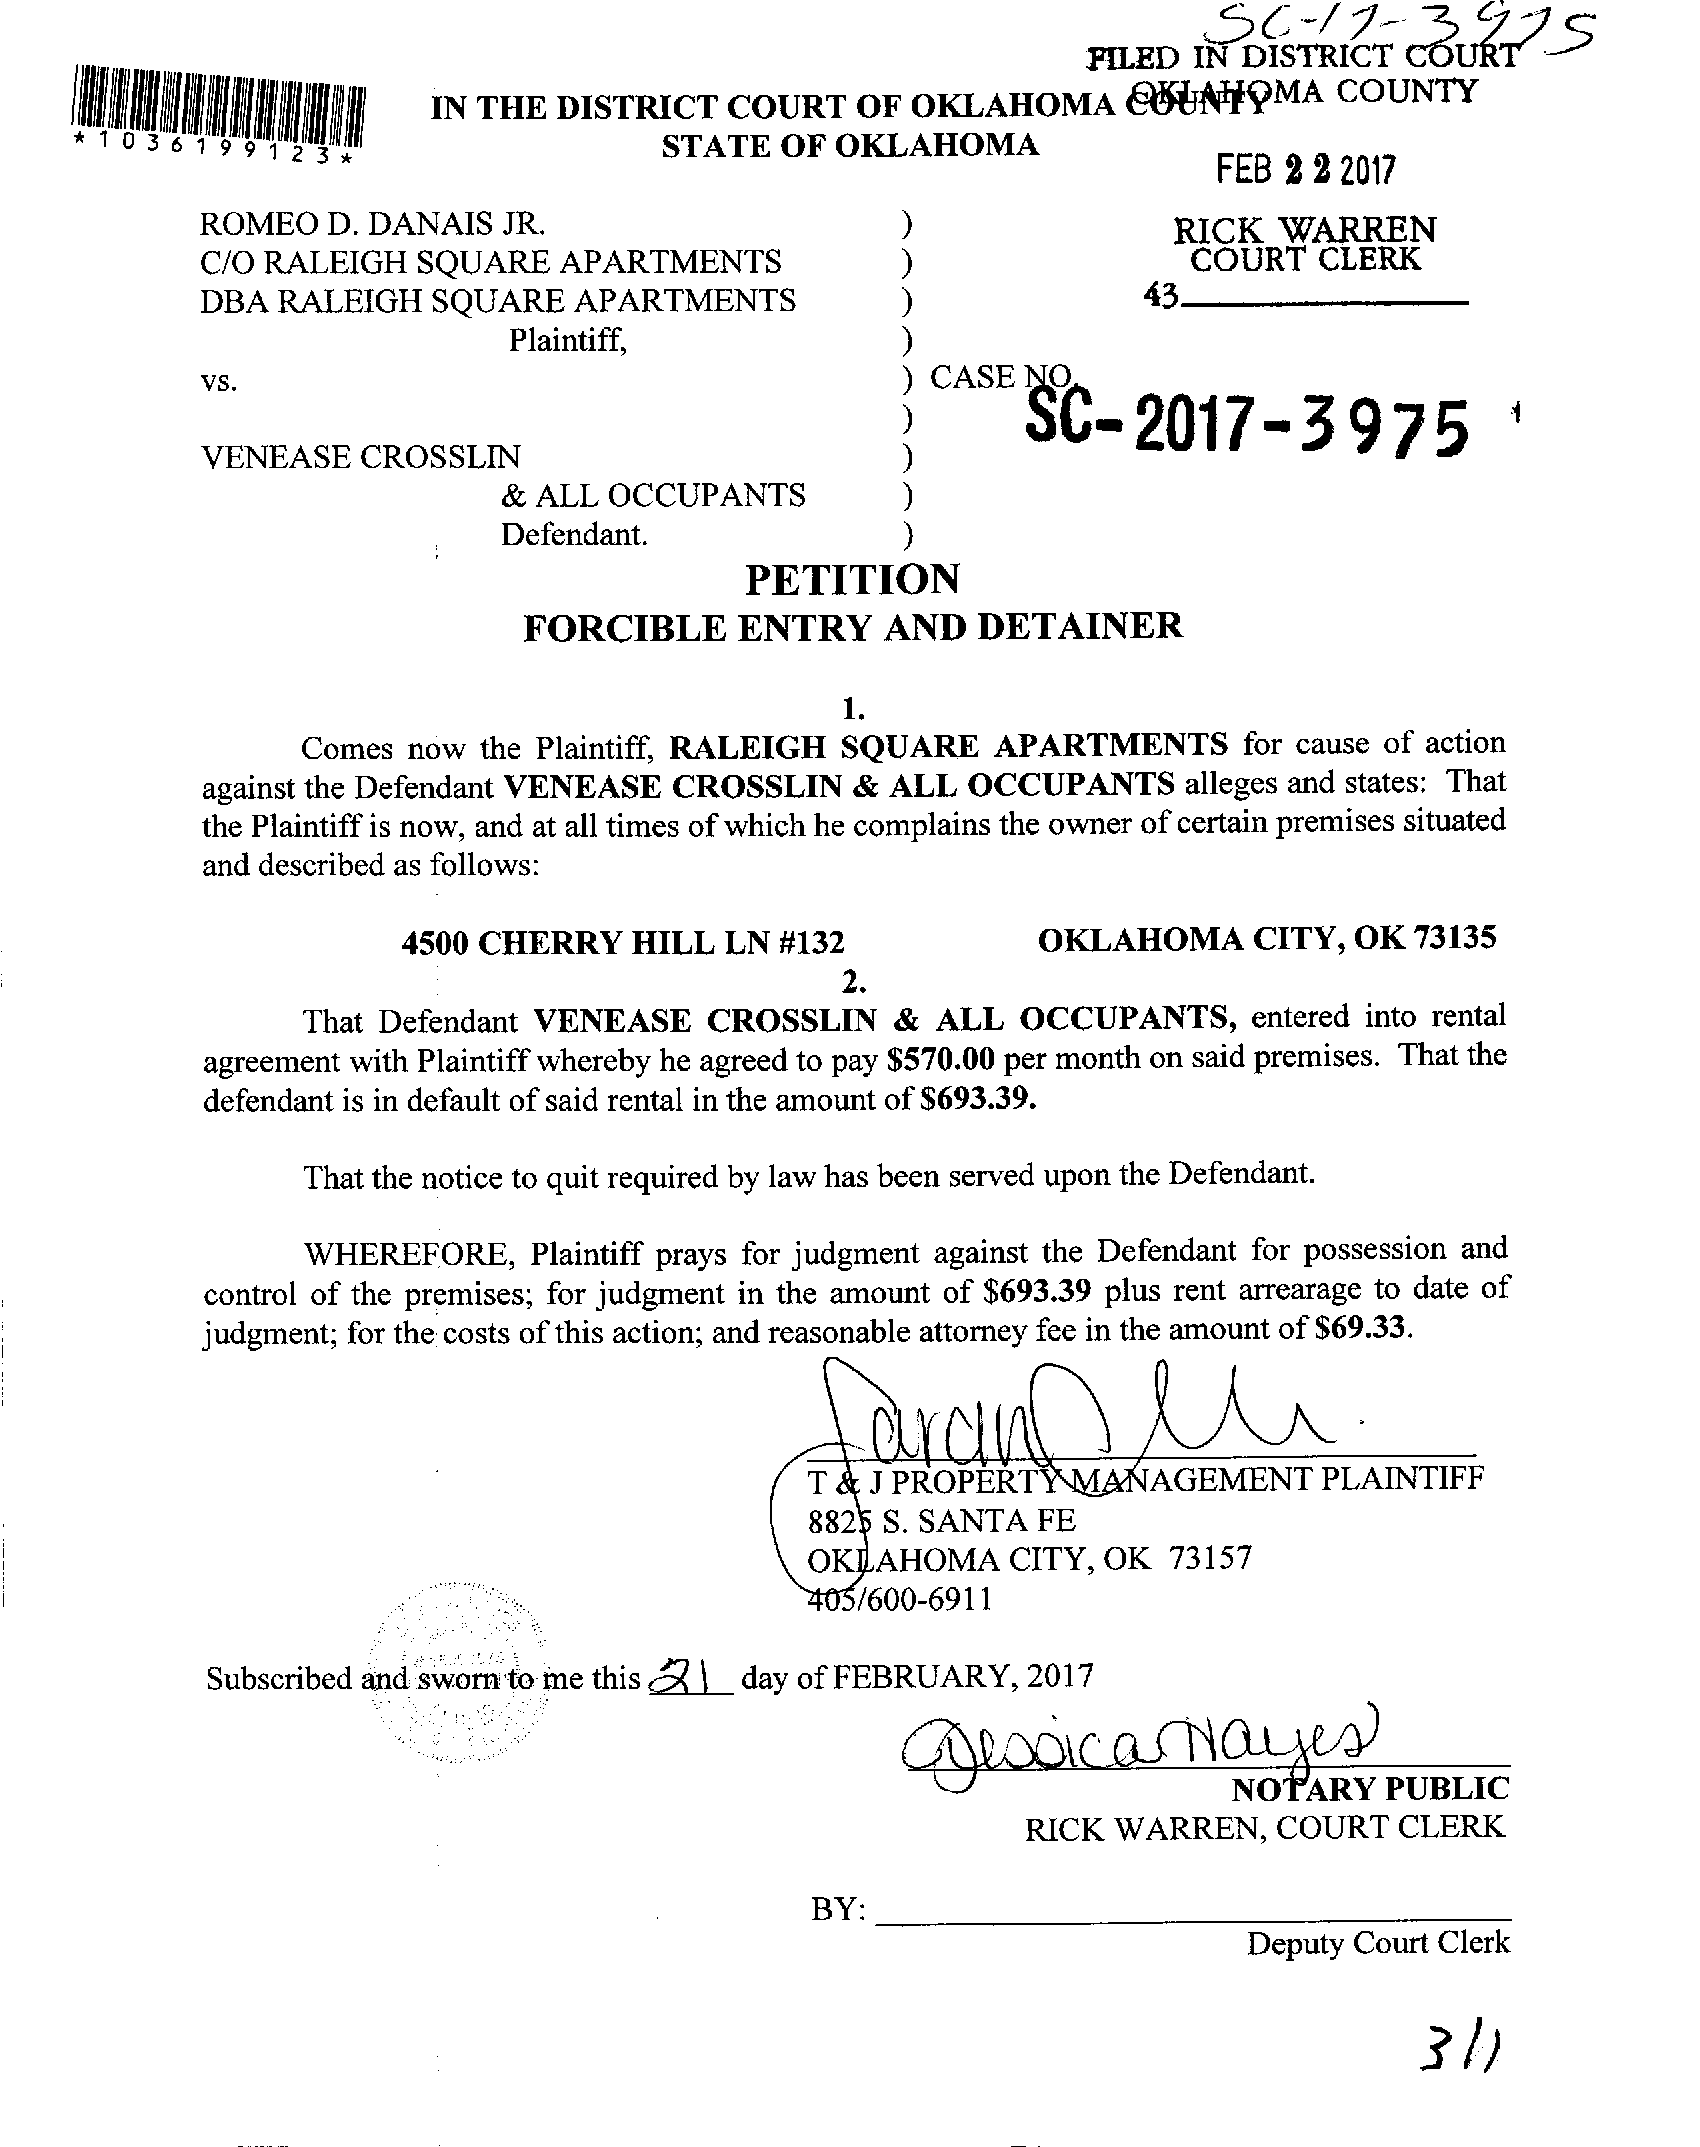 SC-17-3975
FILED IN DISTRICT COURT
OKLAHOMA COUNTY
*1036199123*
IN THE DISTRICT COURT OF OKLAHOMA COUNTY
STATE OF OKLAHOMA
FEB 22 2017
RICK WARREN
COURT CLERK
43
ROMEO D. DANAIS JR. )
C/O RALEIGH SQUARE APARTMENTS )
DBA RALEIGH SQUARE APARTMENTS )
Plaintiff, )
vs. ) CASE NO.
) SC-2017-3975
VENEASE CROSSLIN )
& ALL OCCUPANTS )
Defendant. )
PETITION
FORCIBLE ENTRY AND DETAINER
1.
Comes now the Plaintiff, RALEIGH SQUARE APARTMENTS for cause of action
against the Defendant VENEASE CROSSLIN & ALL OCCUPANTS alleges and states: That
the Plaintiff is now, and at all times of which he complains the owner of certain premises situated
and described as follows:
4500 CHERRY HILL LN #132 OKLAHOMA CITY, OK 73135
2.
That Defendant VENEASE CROSSLIN & ALL OCCUPANTS, entered into rental
agreement with Plaintiff whereby he agreed to pay $570.00 per month on said premises. That the
defendant is in default of said rental in the amount of $693.39.
That the notice to quit required by law has been served upon the Defendant.
WHEREFORE, Plaintiff prays for judgment against the Defendant for possession and
control of the premises; for judgment in the amount of $693.39 plus rent arrearage to date of
judgment; for the costs of this action; and reasonable attorney fee in the amount of $69.33.
T & J PROPERTY MANAGEMENT PLAINTIFF
8825 S. SANTA FE
OKLAHOMA CITY, OK 73157
405/600-6911
Subscribed and sworn to me this 21 day of FEBRUARY, 2017
Jessica Hayes
NOTARY PUBLIC
RICK WARREN, COURT CLERK
BY:
Deputy Court Clerk
3/1